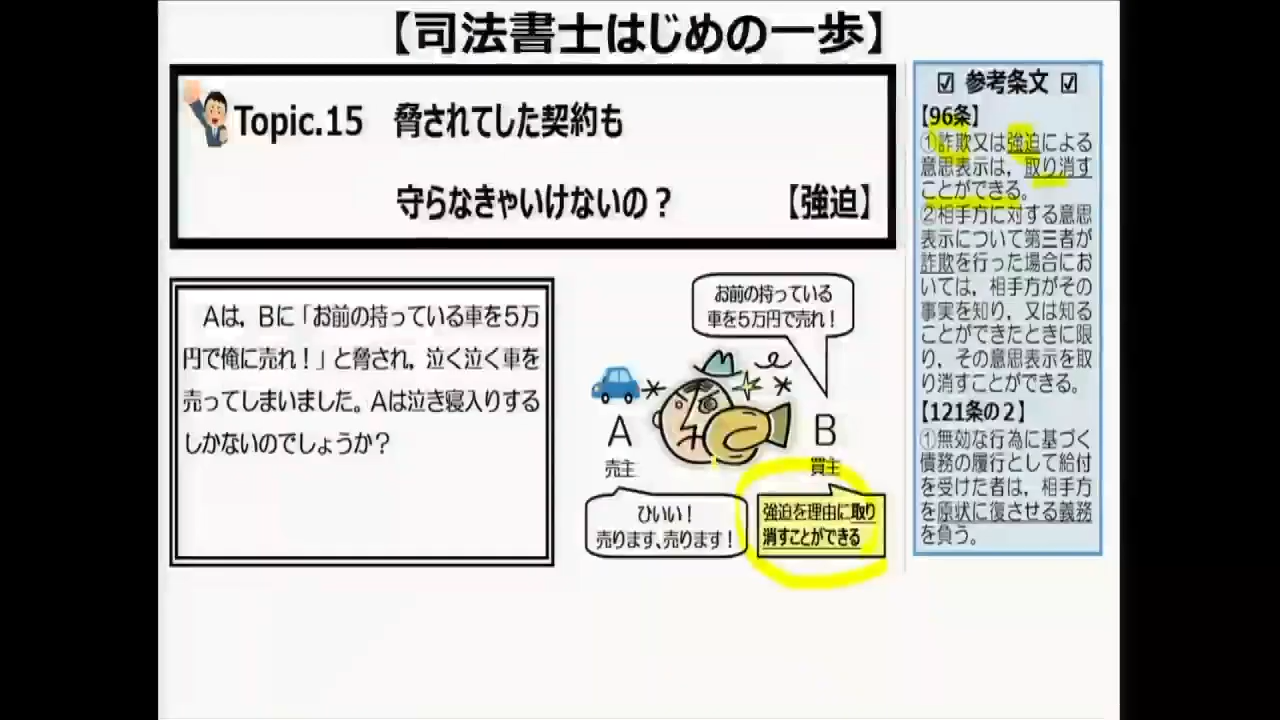 【司法書士はじめの一歩】
Topic.15 脅されてした契約も
守らなきゃいけないの？ 【強迫】
Aは，Bに「お前の持っている車を５万
円で俺に売れ！」と脅され，泣く泣く車を
売ってしまいました。Aは泣き寝入りする
しかないのでしょうか？
お前の持っている
車を５万円で売れ！
A
売主
B
買主
ひいい！
売ります、売ります！
強迫を理由に取り
消すことができる
☑ 参考条文 ☑
【96条】
①詐欺又は強迫による
意思表示は，取り消す
ことができる。
②相手方に対する意思
表示について第三者が
詐欺を行った場合にお
いては，相手方がその
事実を知り，又は知る
ことができたときに限
り，その意思表示を取
り消すことができる。
【121条の２】
①無効な行為に基づく
債務の履行として給付
を受けた者は，相手方
を原状に復させる義務
を負う。